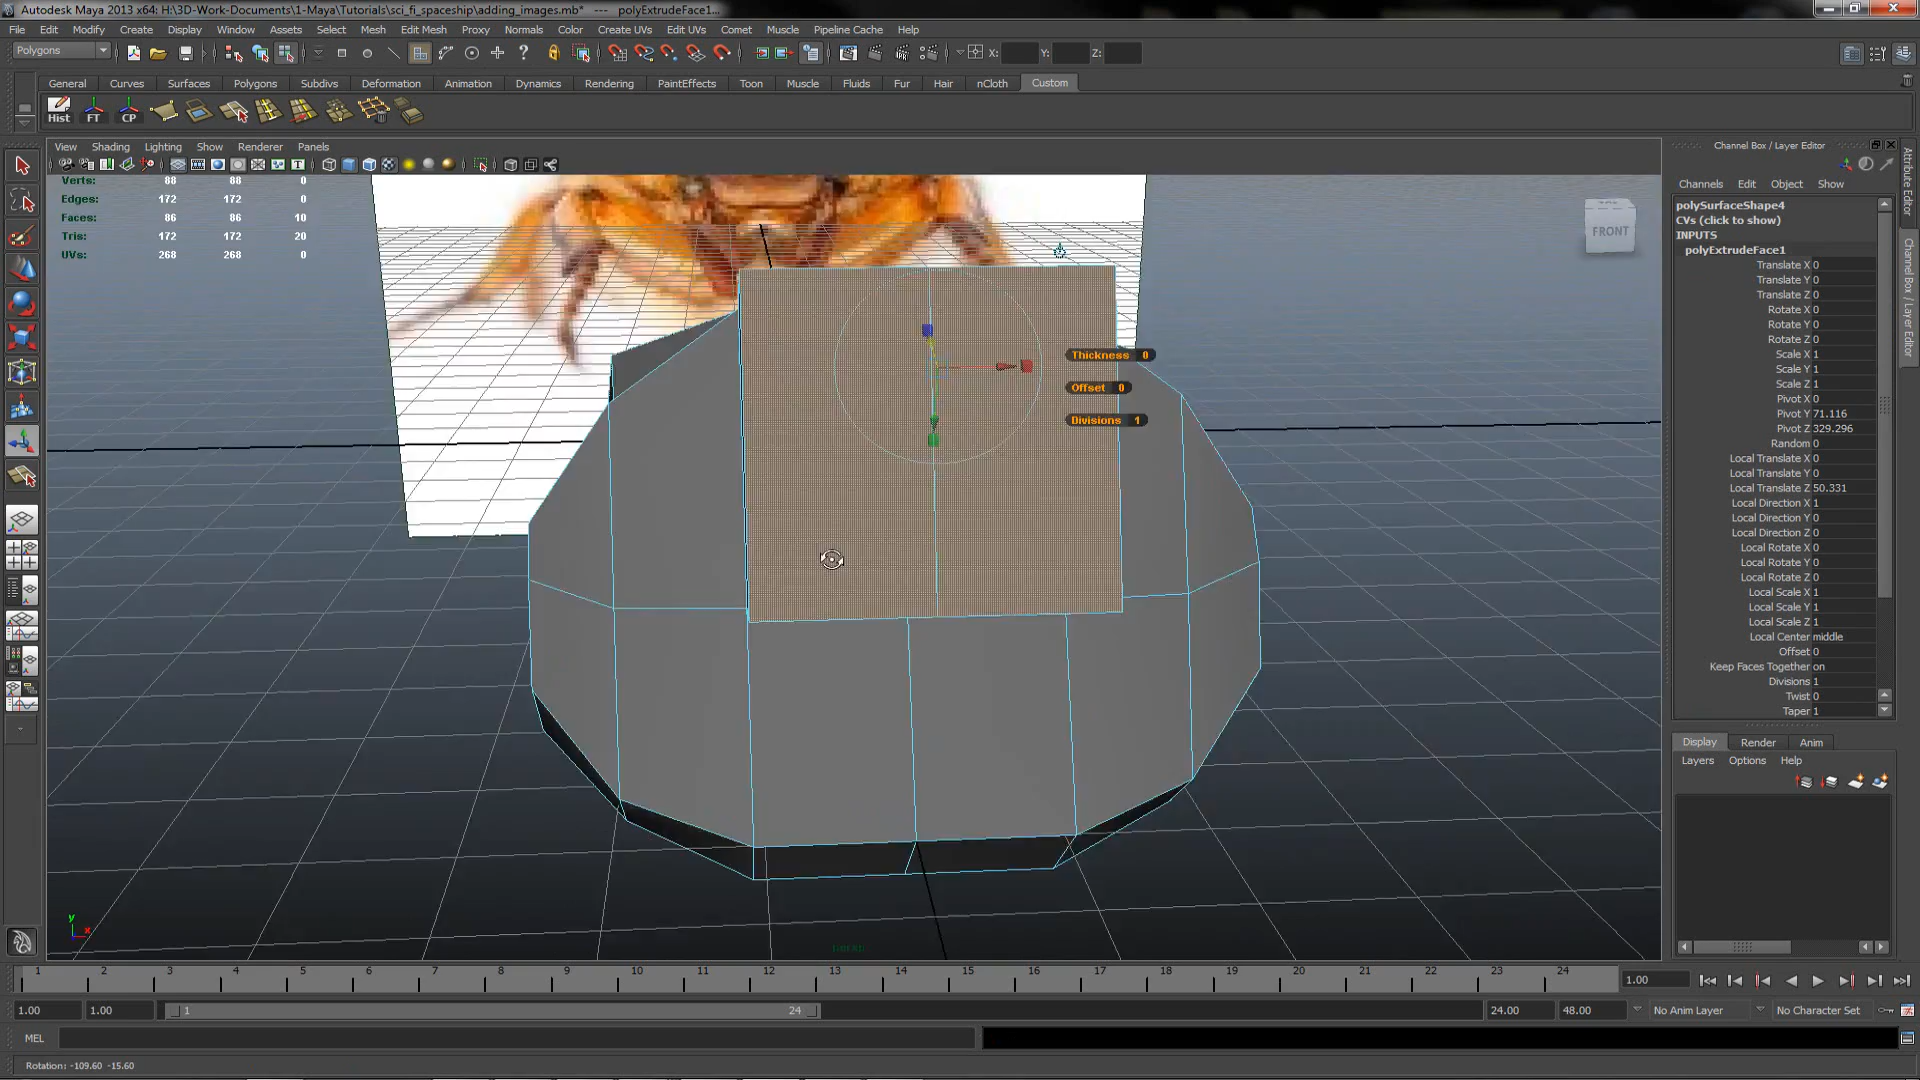 Autodesk Maya 2013 x64: H:\3D-Work-Documents\1-Maya\Tutorials\sci_fi_spaceship\adding_images.mb* --- polyExtrudeFace1...
File Edit Modify Create Display Window Assets Select Mesh Edit Mesh Proxy Normals Color Create UVs Edit UVs Comet Muscle Pipeline Cache Help
Polygons X: Y: Z:
General Curves Surfaces Polygons Subdivs Deformation Animation Dynamics Rendering PaintEffects Toon Muscle Fluids Fur Hair nCloth Custom
Hist FT CP
View Shading Lighting Show Renderer Panels
Verts: 88 88 0
Edges: 172 172 0
Faces: 86 86 10
Tris: 172 172 20
UVs: 268 268 0
FRONT
Thickness 0
Offset 0
Divisions 1
y
x
persp
Channel Box / Layer Editor
Channels Edit Object Show
polySurfaceShape4
CVs (click to show)
INPUTS
polyExtrudeFace1
Translate X 0
Translate Y 0
Translate Z 0
Rotate X 0
Rotate Y 0
Rotate Z 0
Scale X 1
Scale Y 1
Scale Z 1
Pivot X 0
Pivot Y 71.116
Pivot Z 329.296
Random 0
Local Translate X 0
Local Translate Y 0
Local Translate Z 50.331
Local Direction X 1
Local Direction Y 0
Local Direction Z 0
Local Rotate X 0
Local Rotate Y 0
Local Rotate Z 0
Local Scale X 1
Local Scale Y 1
Local Scale Z 1
Local Center middle
Offset 0
Keep Faces Together on
Divisions 1
Twist 0
Taper 1
Attribute Editor
Channel Box / Layer Editor
Display Render Anim
Layers Options Help
1 2 3 4 5 6 7 8 9 10 11 12 13 14 15 16 17 18 19 20 21 22 23 24
1.00
1.00 1.00 1 24 24.00 48.00 No Anim Layer No Character Set
MEL
Rotation: -109.60 -15.60